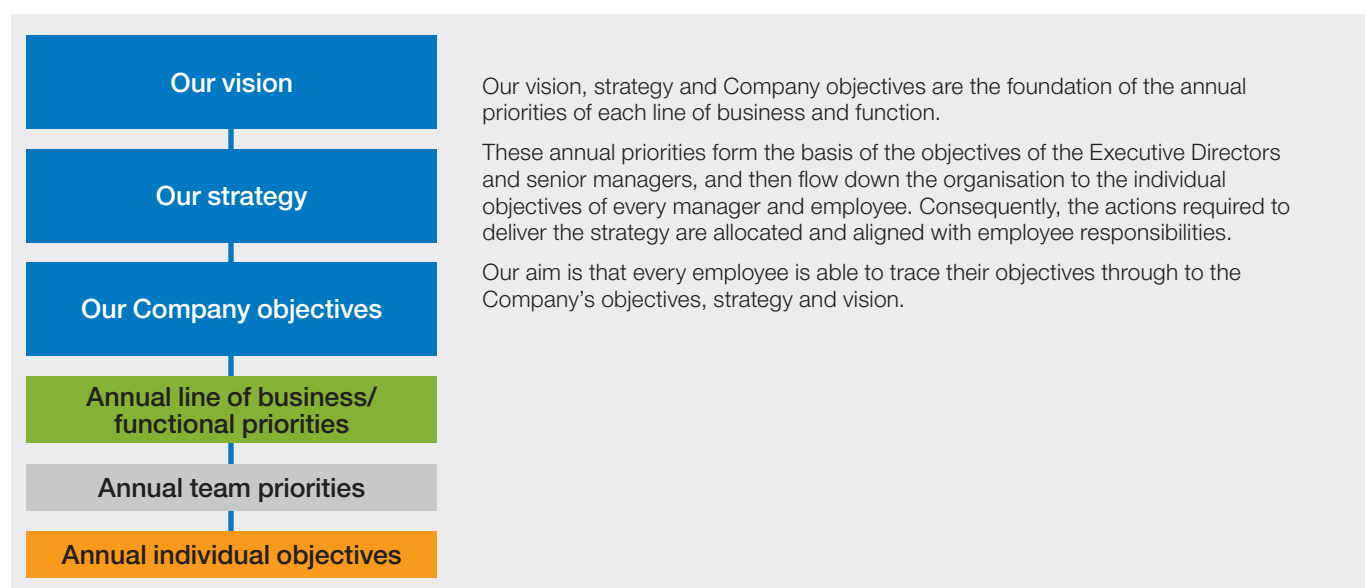 Our vision
Our strategy
Our Company objectives
Annual line of business/
functional priorities
Annual team priorities
Annual individual objectives
Our vision, strategy and Company objectives are the foundation of the annual
priorities of each line of business and function.
These annual priorities form the basis of the objectives of the Executive Directors
and senior managers, and then flow down the organisation to the individual
objectives of every manager and employee. Consequently, the actions required to
deliver the strategy are allocated and aligned with employee responsibilities.
Our aim is that every employee is able to trace their objectives through to the
Company’s objectives, strategy and vision.